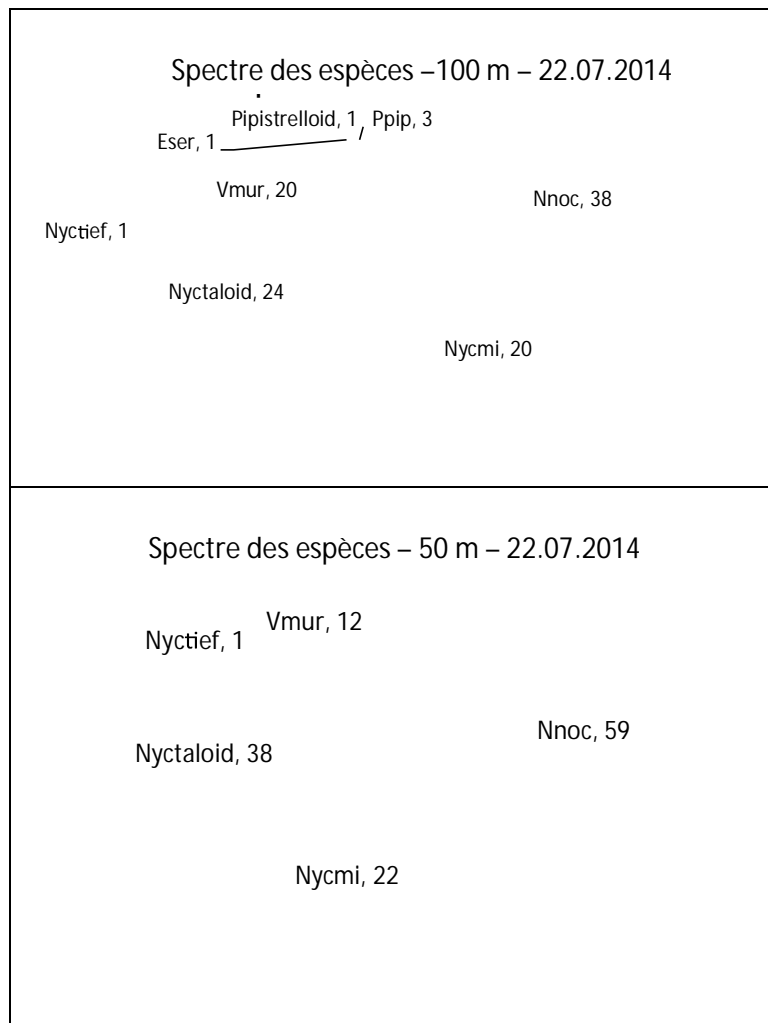 Spectre des espèces –100 m – 22.07.2014
Pipistrelloid, 1
Ppip, 3
Eser, 1
Vmur, 20
Nnoc, 38
Nyctief, 1
Nyctaloid, 24
Nycmi, 20
Spectre des espèces – 50 m – 22.07.2014
Vmur, 12
Nyctief, 1
Nnoc, 59
Nyctaloid, 38
Nycmi, 22